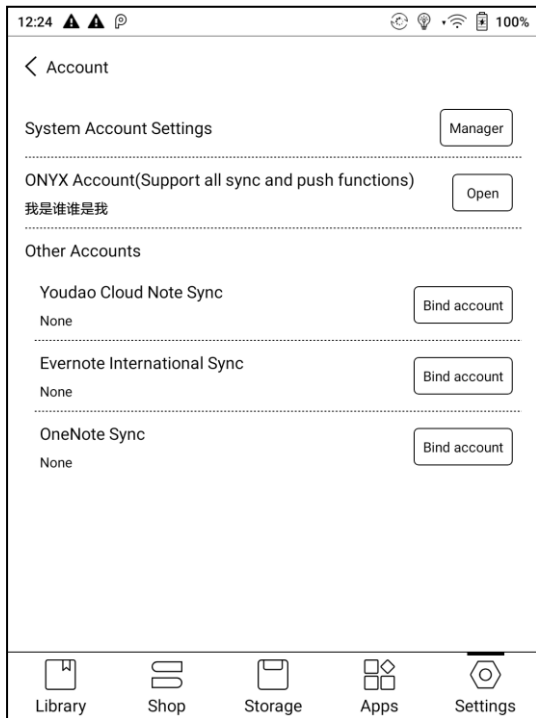 12:24 100%
Account
System Account Settings Manager
ONYX Account(Support all sync and push functions) Open
我是谁谁是我
Other Accounts
Youdao Cloud Note Sync Bind account
None
Evernote International Sync Bind account
None
OneNote Sync Bind account
None
Library Shop Storage Apps Settings